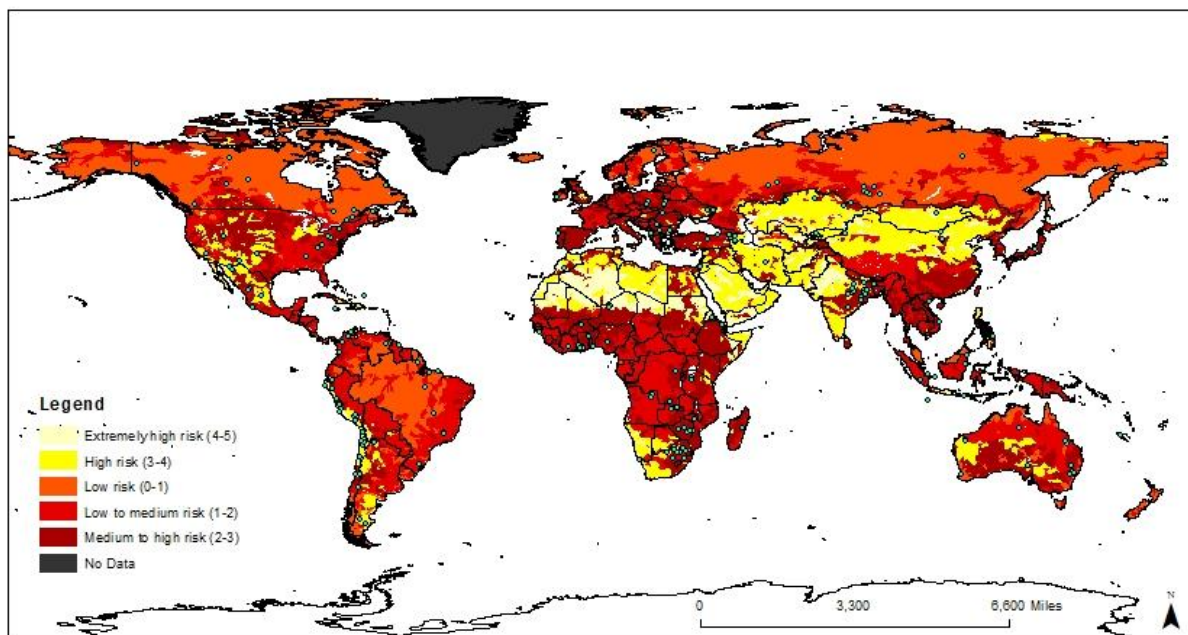 Legend
Extremely high risk (4-5)
High risk (3-4)
Low risk (0-1)
Low to medium risk (1-2)
Medium to high risk (2-3)
No Data
0 3,300 6,600 Miles
N